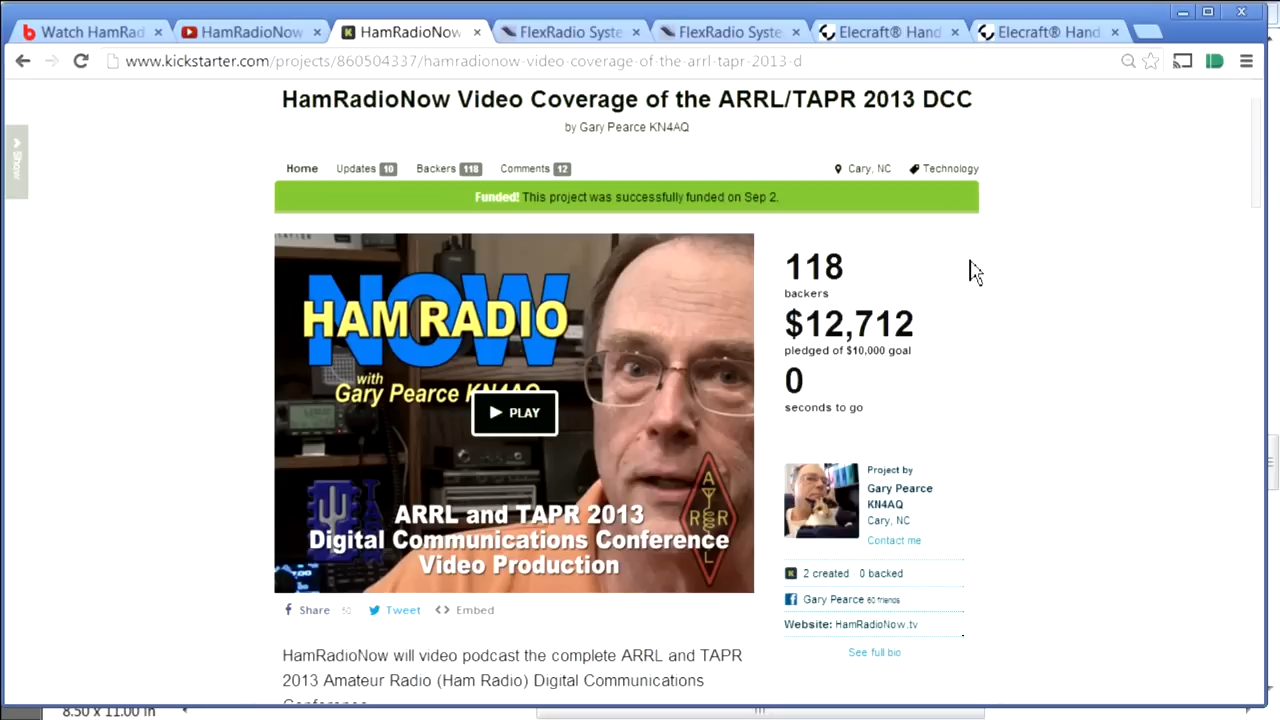 Watch HamRad
HamRadioNow
HamRadioNow
FlexRadio Syste
FlexRadio Syste
Elecraft® Hand
Elecraft® Hand
www.kickstarter.com/projects/860504337/hamradionow-video-coverage-of-the-arrl-tapr-2013-d
HamRadioNow Video Coverage of the ARRL/TAPR 2013 DCC
by Gary Pearce KN4AQ
Show
Home Updates 10 Backers 118 Comments 12 Cary, NC Technology
Funded! This project was successfully funded on Sep 2.
NOW
HAM RADIO
with
Gary Pearce KN4AQ
PLAY
TAPR
ARRL
ARRL and TAPR 2013
Digital Communications Conference
Video Production
118
backers
$12,712
pledged of $10,000 goal
0
seconds to go
Project by
Gary Pearce
KN4AQ
Cary, NC
Contact me
2 created 0 backed
Gary Pearce 60 friends
Website: HamRadioNow.tv
See full bio
Share Tweet Embed
HamRadioNow will video podcast the complete ARRL and TAPR
2013 Amateur Radio (Ham Radio) Digital Communications
8.50 x 11.00 in